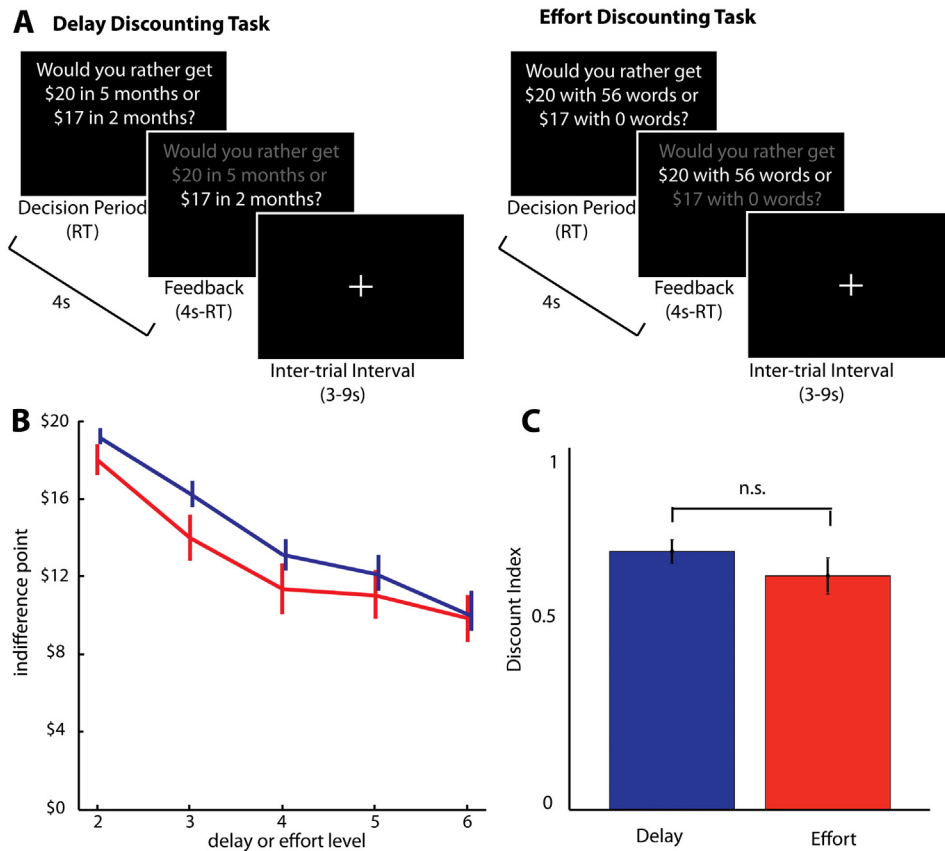 A Delay Discounting Task
Would you rather get
$20 in 5 months or
$17 in 2 months?
Decision Period
(RT)
Would you rather get
$20 in 5 months or
$17 in 2 months?
Feedback
(4s-RT)
4s
Inter-trial Interval
(3-9s)
Effort Discounting Task
Would you rather get
$20 with 56 words or
$17 with 0 words?
Decision Period
(RT)
Would you rather get
$20 with 56 words or
$17 with 0 words?
Feedback
(4s-RT)
4s
Inter-trial Interval
(3-9s)
B
indifference point
$20
$16
$12
$8
$4
$0
2 3 4 5 6
delay or effort level
C
Discount Index
1
0.5
0
n.s.
Delay Effort